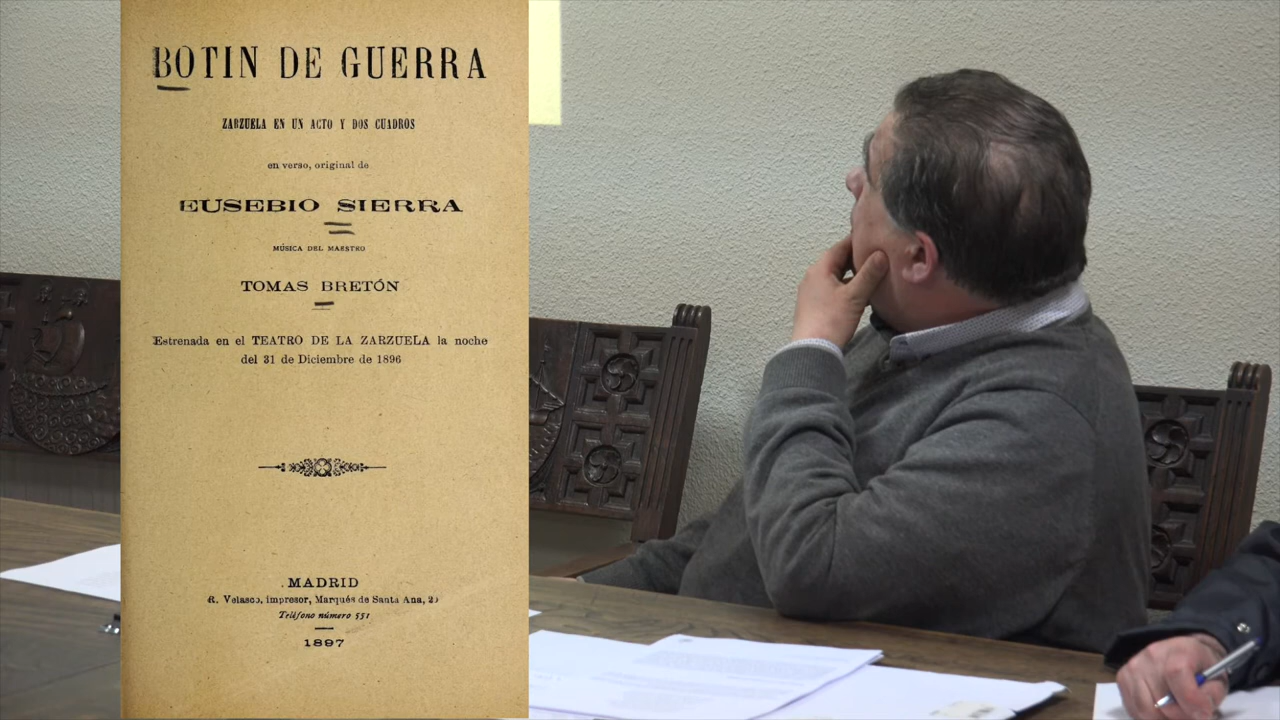 BOTIN DE GUERRA
ZARZUELA EN UN ACTO Y DOS CUADROS
en verso, original de
EUSEBIO SIERRA
MÚSICA DEL MAESTRO
TOMAS BRETÓN
Estrenada en el TEATRO DE LA ZARZUELA la noche
del 31 de Diciembre de 1896
MADRID
R. Velasco, impresor, Marqués de Santa Ana, 20
Teléfono número 551
1897